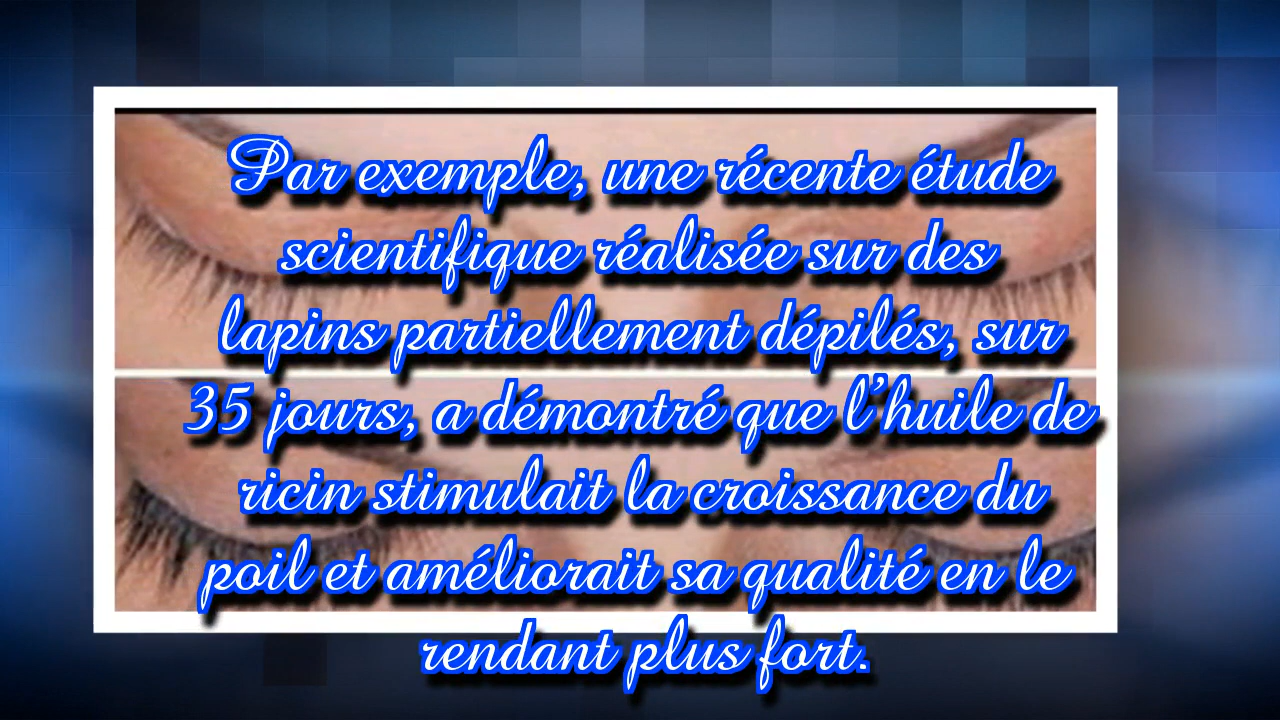 Par exemple, une récente étude
scientifique réalisée sur des
lapins partiellement dépilés, sur
35 jours, a démontré que l’huile de
ricin stimulait la croissance du
poil et améliorait sa qualité en le
rendant plus fort.